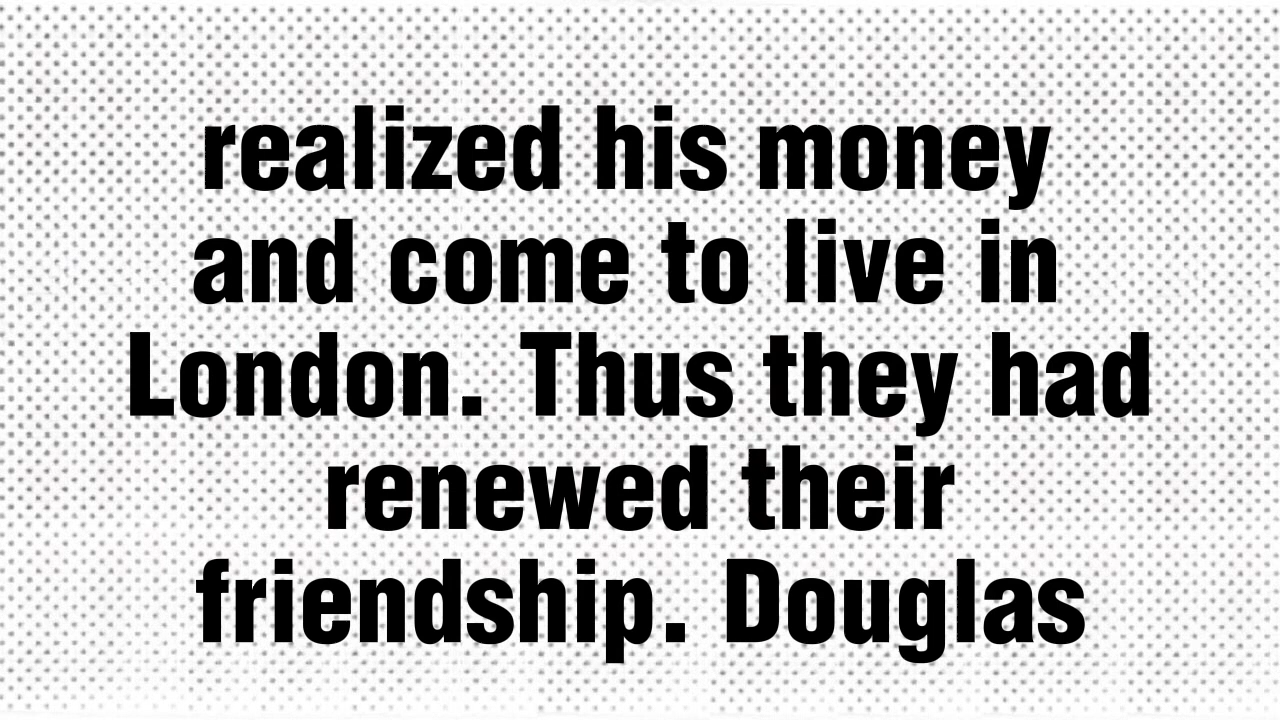 realized his money
and come to live in
London. Thus they had
renewed their
friendship. Douglas